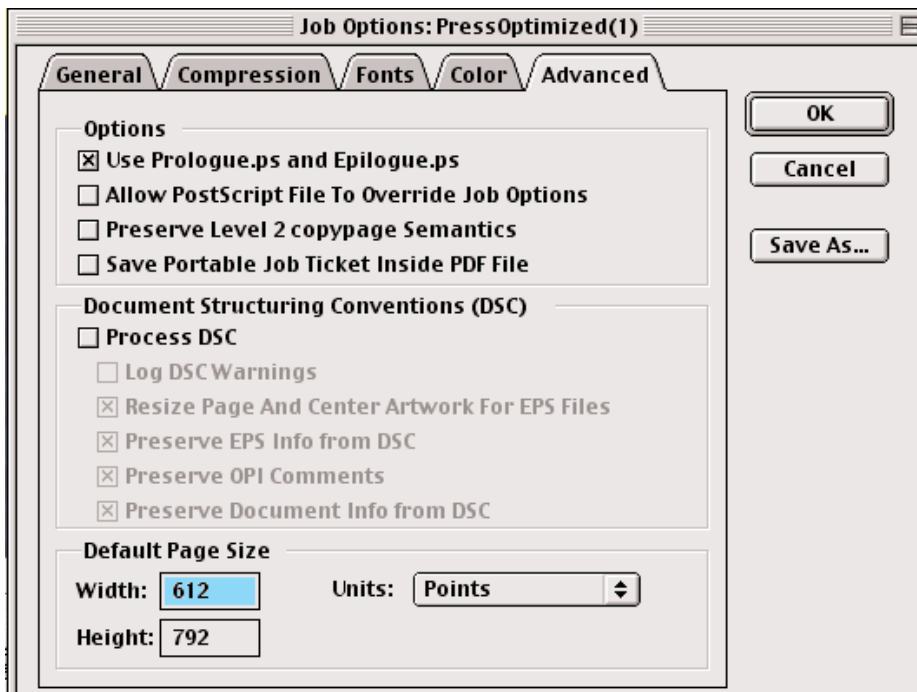 Job Options: PressOptimized(1)
General Compression Fonts Color Advanced
OK
Cancel
Save As...
Options
Use Prologue.ps and Epilogue.ps
Allow PostScript File To Override Job Options
Preserve Level 2 copypage Semantics
Save Portable Job Ticket Inside PDF File
Document Structuring Conventions (DSC)
Process DSC
Log DSC Warnings
Resize Page And Center Artwork For EPS Files
Preserve EPS Info from DSC
Preserve OPI Comments
Preserve Document Info from DSC
Default Page Size
Width: 612 Units: Points
Height: 792